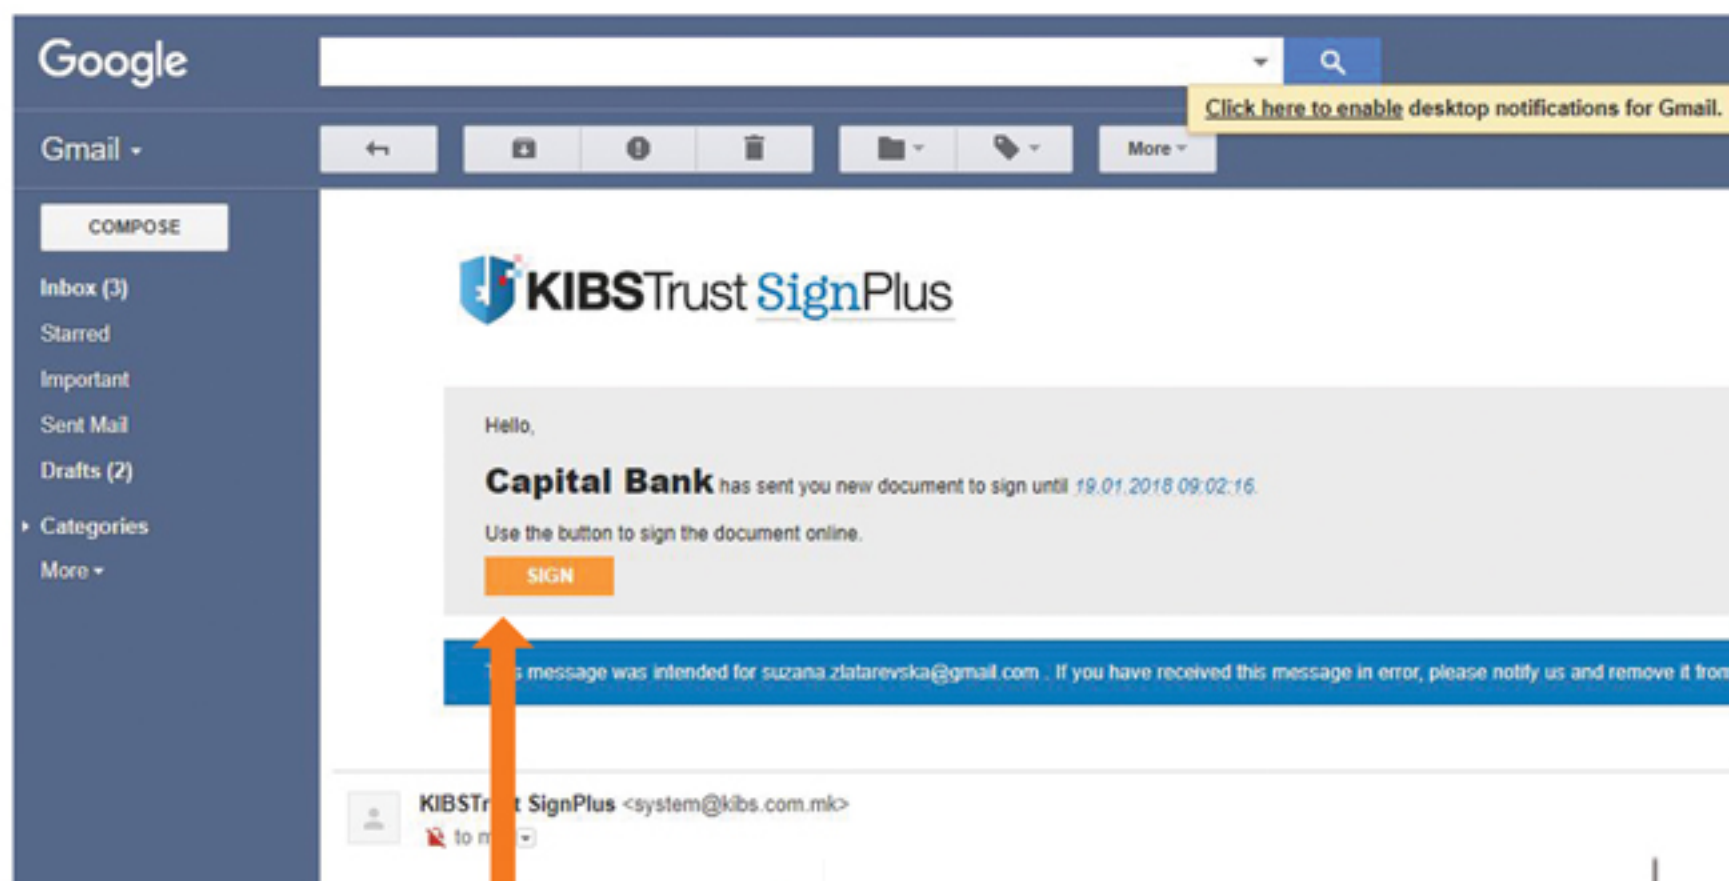 Google
Click here to enable desktop notifications for Gmail.
Gmail
More
COMPOSE
Inbox (3)
Starred
Important
Sent Mail
Drafts (2)
Categories
More
KIBSTrust SignPlus
Hello,
Capital Bank has sent you new document to sign until 19.01.2018 09:02:16.
Use the button to sign the document online.
SIGN
message was intended for suzana.zlatarevska@gmail.com . If you have received this message in error, please notify us and remove it from
KIBSTr t SignPlus <system@kibs.com.mk>
to m